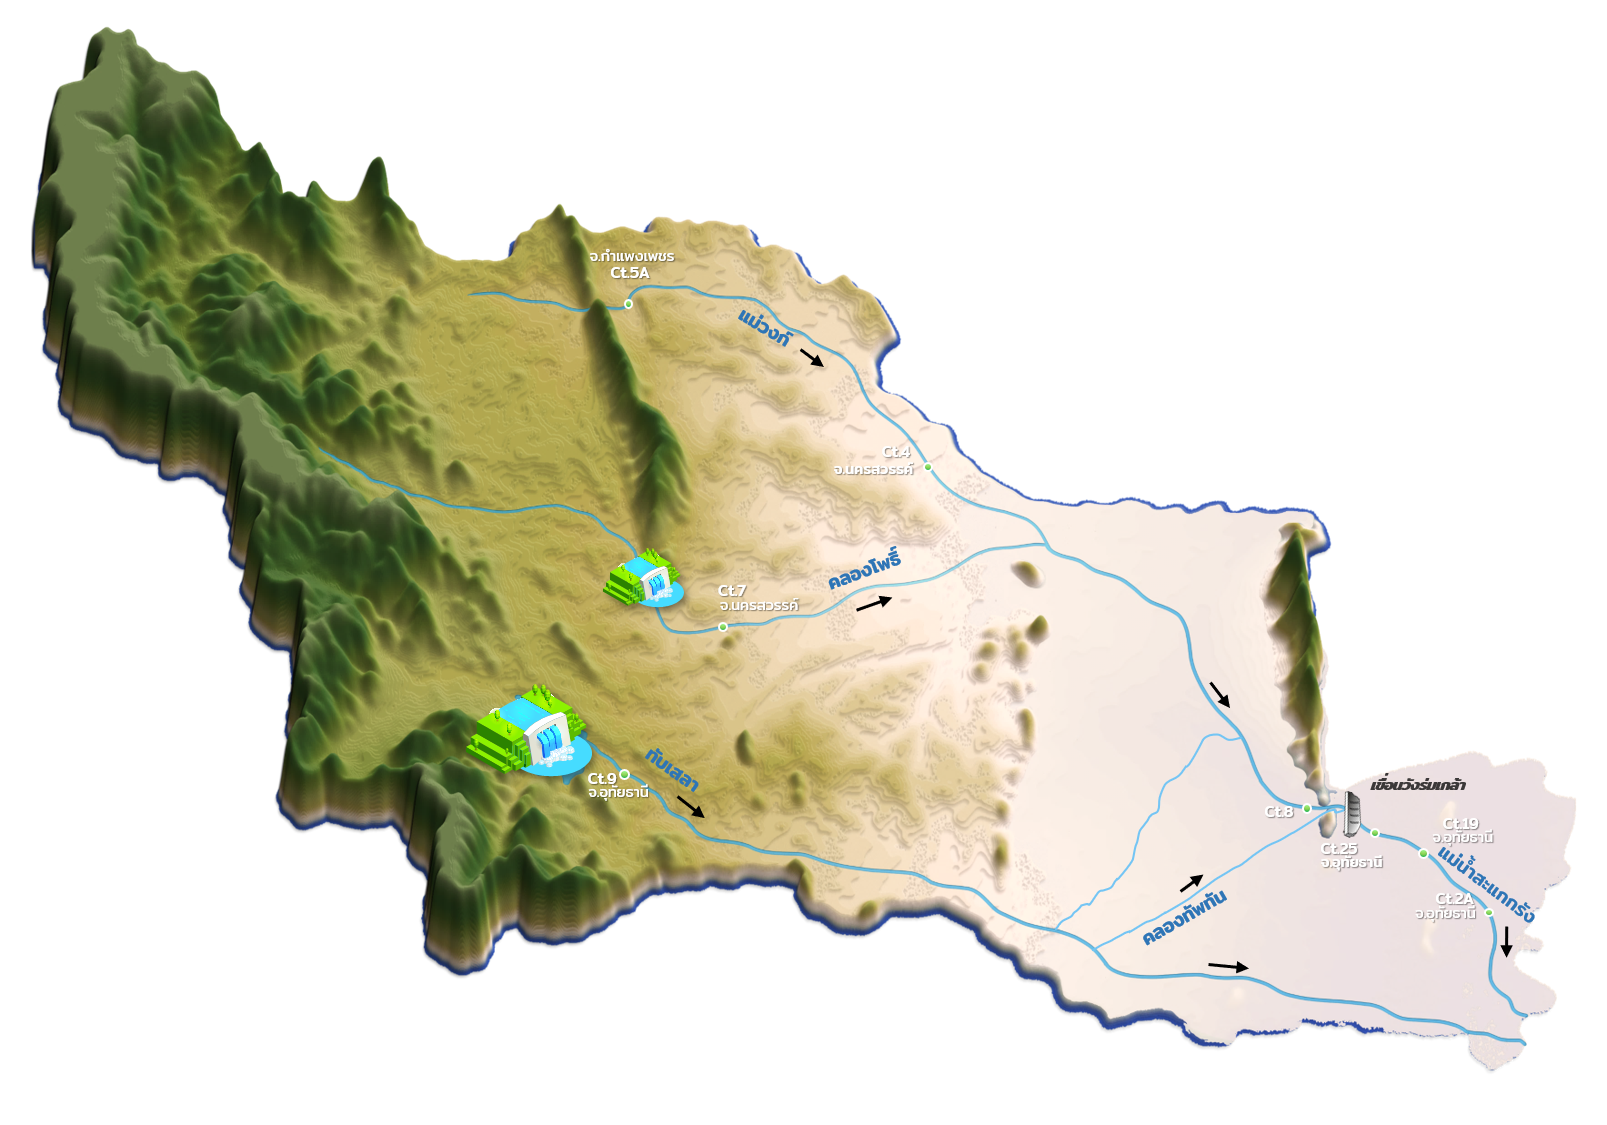 จ.กำแพงเพชร
Ct.5A
แม่วงก์
Ct.4
จ.นครสวรรค์
คลองโพธิ์
Ct.7
จ.นครสวรรค์
ทับเสลา
Ct.9
จ.อุทัยธานี
เขื่อนวังร่มเกล้า
Ct.8
Ct.19
จ.อุทัยธานี
Ct.25
จ.อุทัยธานี
แม่น้ำสะแกกรัง
Ct.2A
จ.อุทัยธานี
คลองทัพทัน